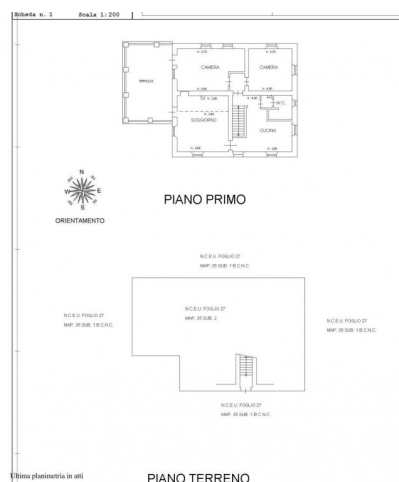 Scheda n. 1 Scala 1:200
CAMERA
CAMERA
TERRAZZA
W.C.
SOGGIORNO
CUCINA
N
W E
S
ORIENTAMENTO
PIANO PRIMO
N.C.E.U. FOGLIO 27
MAP. 35 SUB. 1 B.C.N.C.
N.C.E.U. FOGLIO 27
MAP. 35 SUB. 1 B.C.N.C.
N.C.E.U. FOGLIO 27
MAP. 35 SUB. 2
N.C.E.U. FOGLIO 27
MAP. 35 SUB. 1 B.C.N.C.
N.C.E.U. FOGLIO 27
MAP. 35 SUB. 1 B.C.N.C.
Ultima planimetria in atti
PIANO TERRENO